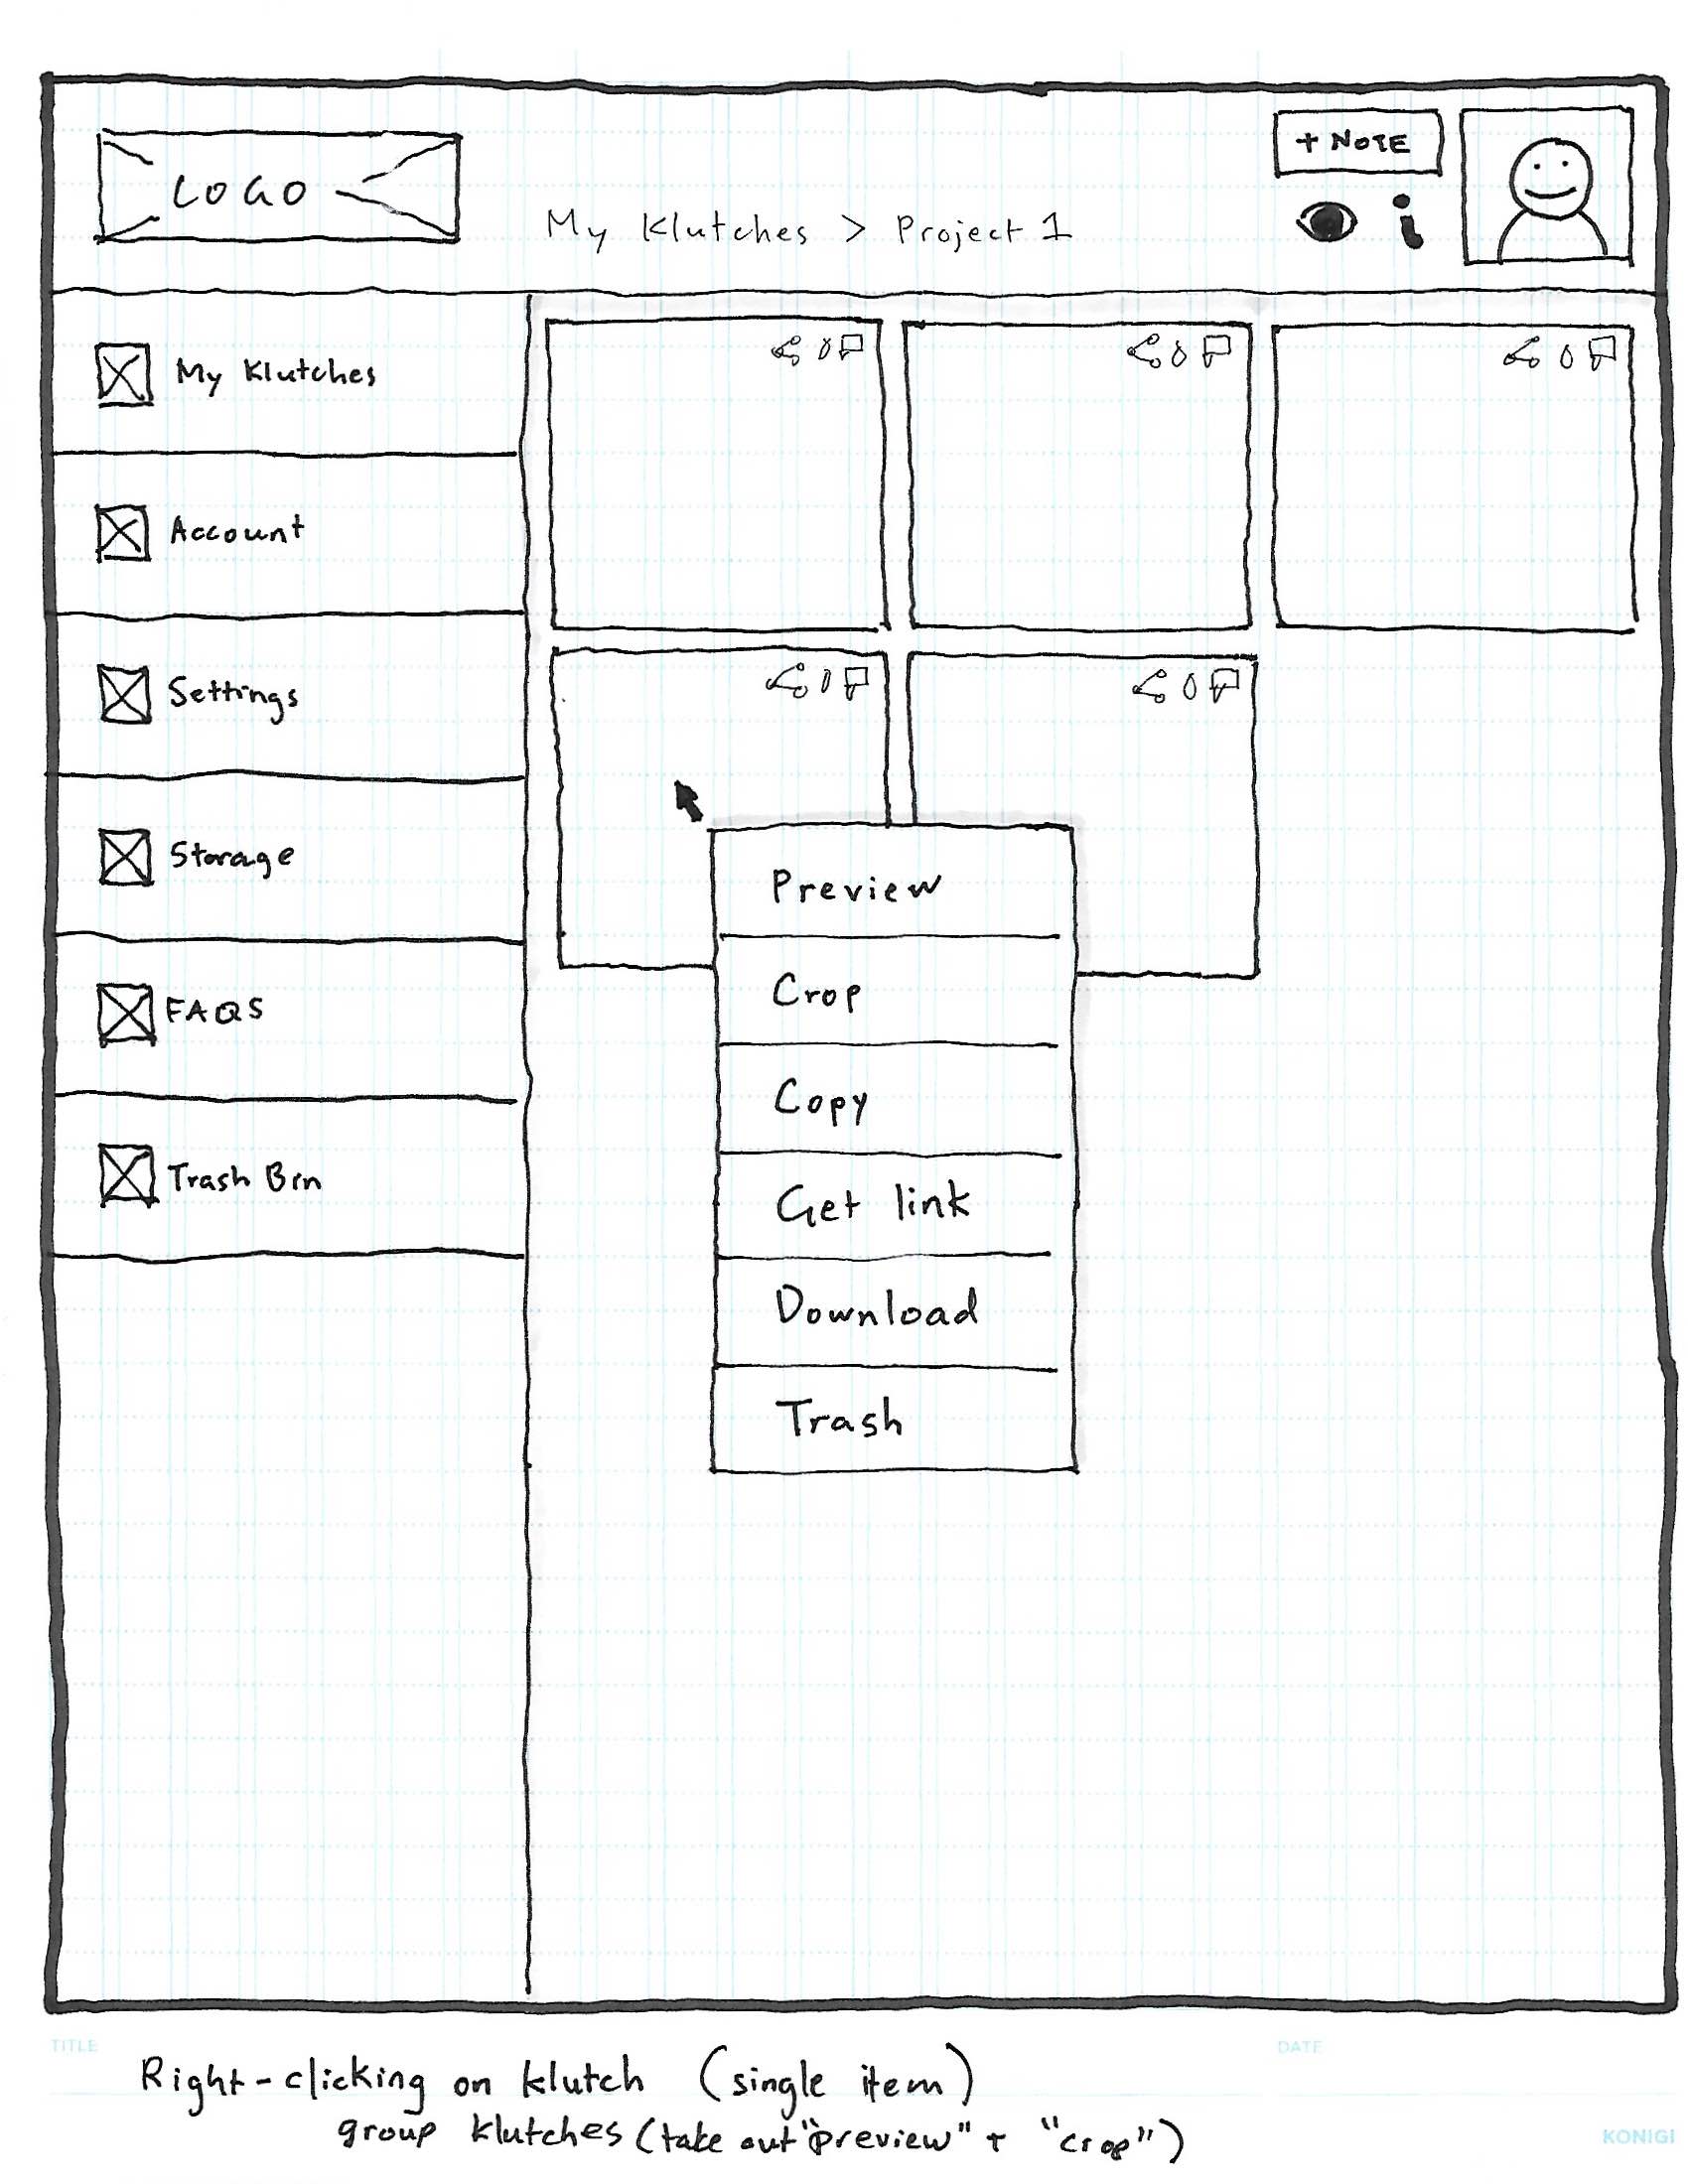 LOGO
+ NOTE
My Klutches > Project 1
My Klutches
Account
Settings
Storage
FAQS
Trash Bin
Preview
Crop
Copy
Get link
Download
Trash
TITLE
DATE
Right-clicking on klutch (single item)
group klutches (take out "preview" + "crop")
KONIGI